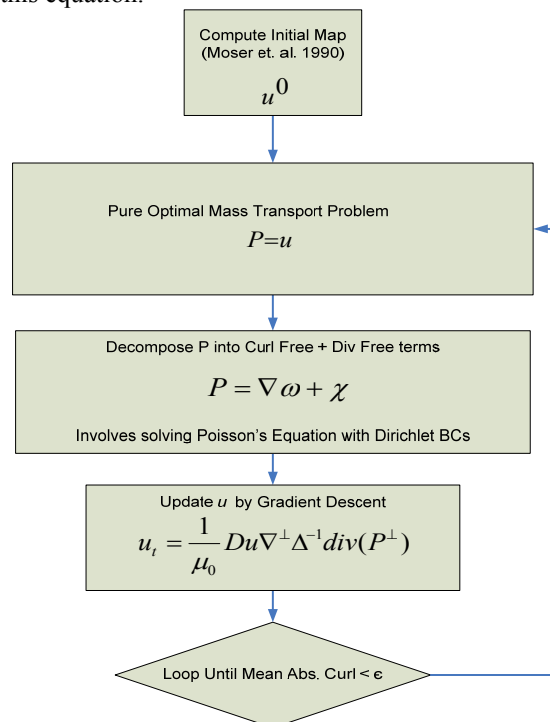 this equation.
Compute Initial Map
(Moser et. al. 1990)
u⁰
Pure Optimal Mass Transport Problem
P=u
Decompose P into Curl Free + Div Free terms
P = ∇ω + χ
Involves solving Poisson's Equation with Dirichlet BCs
Update u by Gradient Descent
uₜ = 1/μ₀ Du∇⊥Δ⁻¹div(P⊥)
Loop Until Mean Abs. Curl < ϵ